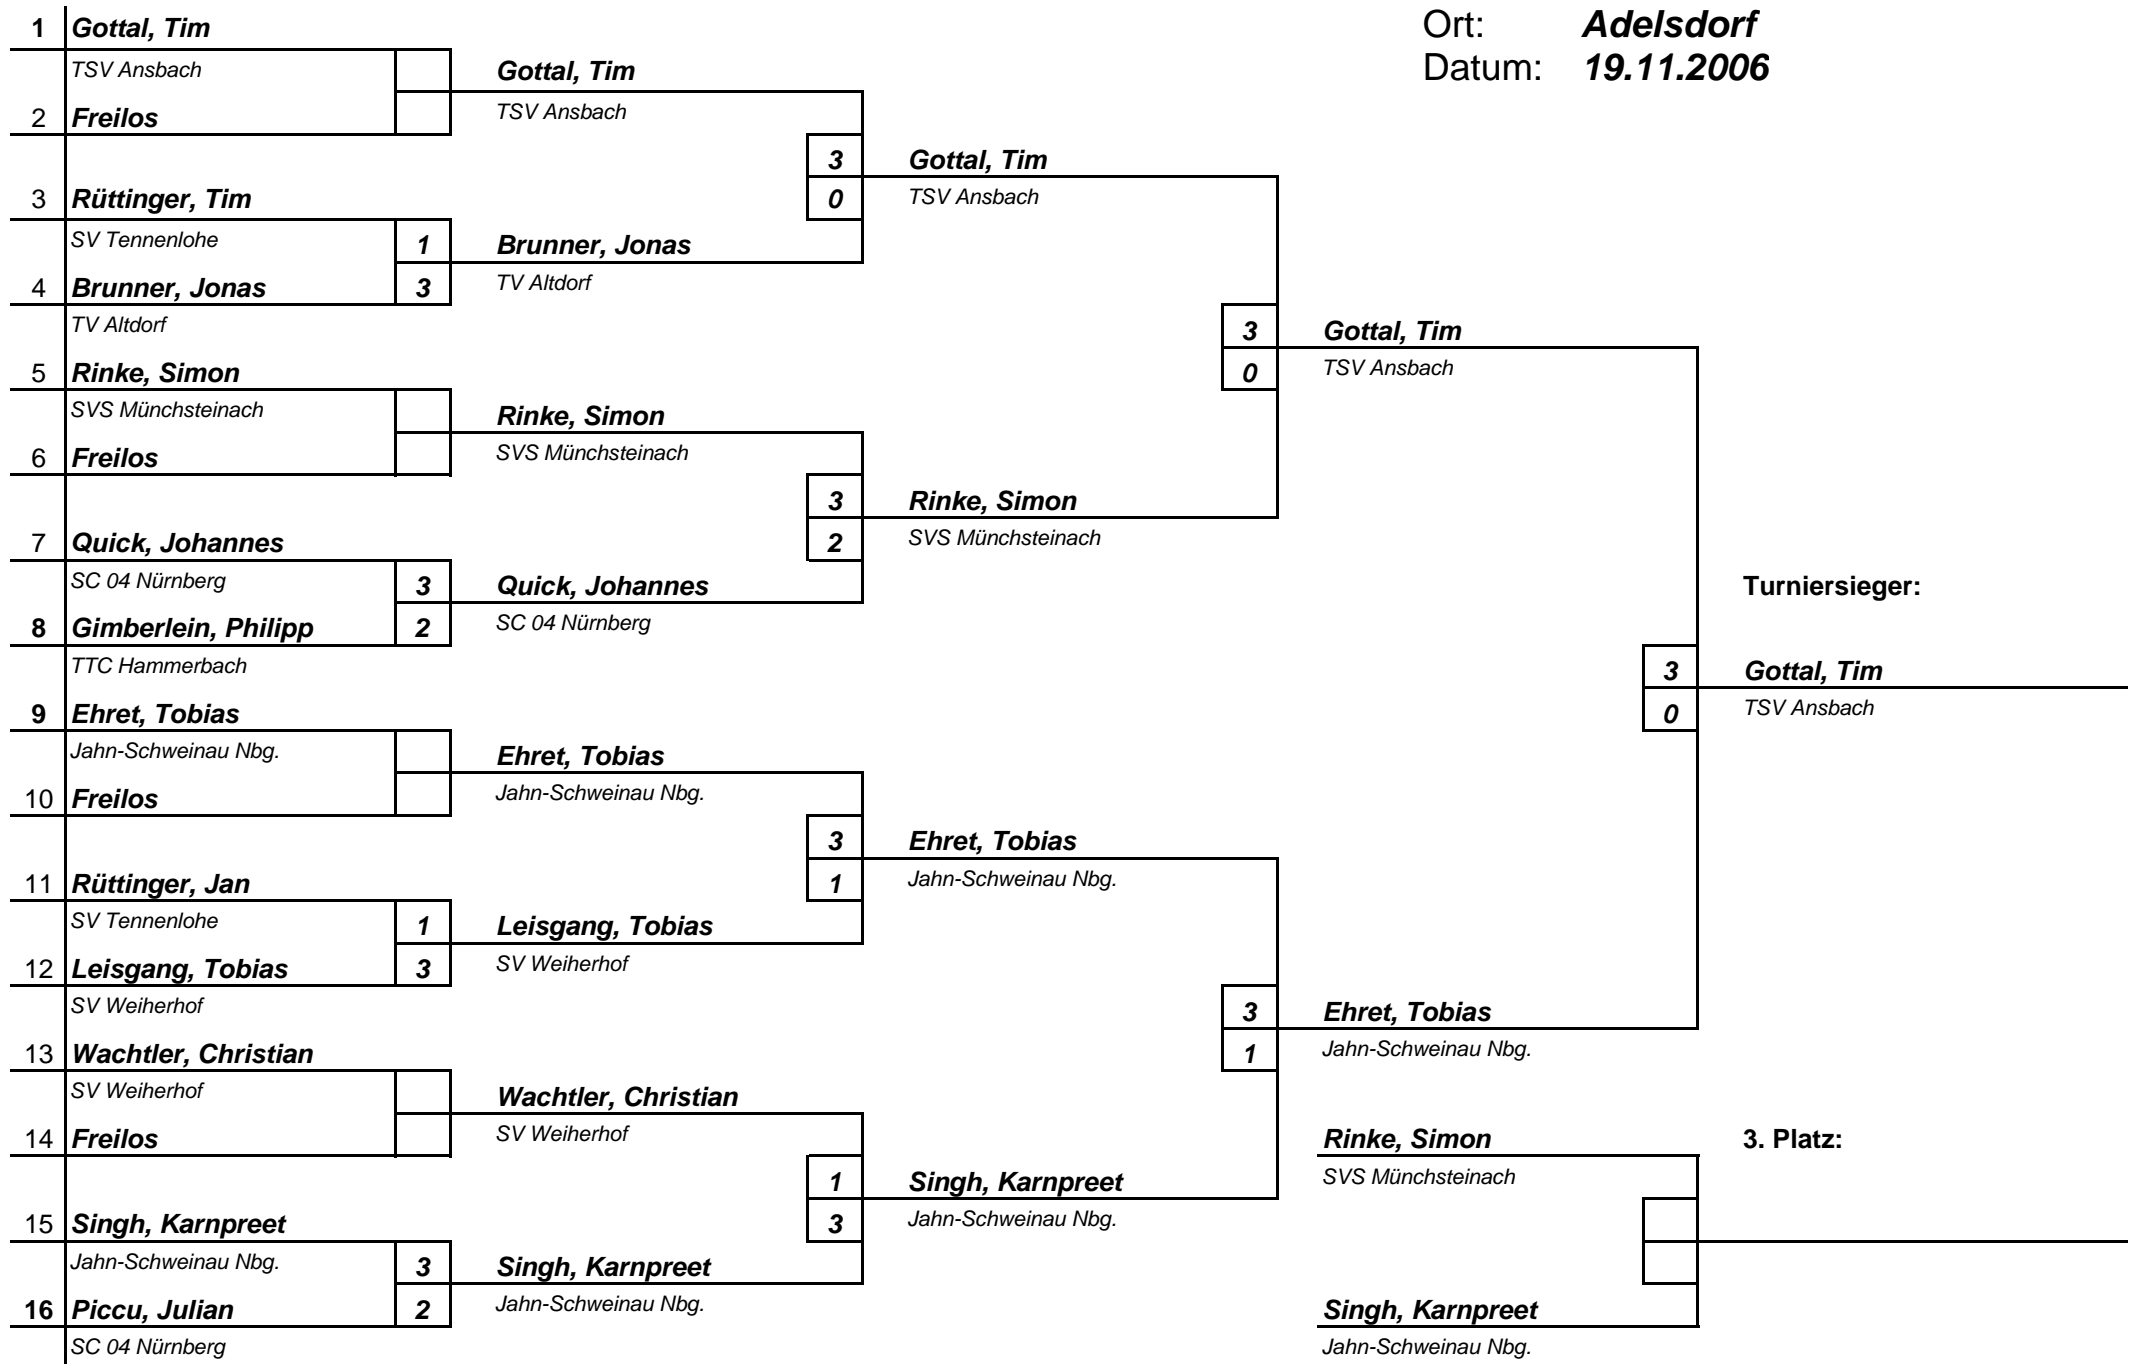 Ort: Adelsdorf
Datum: 19.11.2006
1 Gottal, Tim
TSV Ansbach
2 Freilos
3 Rüttinger, Tim
SV Tennenlohe 1
4 Brunner, Jonas 3
TV Altdorf
5 Rinke, Simon
SVS Münchsteinach
6 Freilos
7 Quick, Johannes
SC 04 Nürnberg 3
8 Gimberlein, Philipp 2
TTC Hammerbach
9 Ehret, Tobias
Jahn-Schweinau Nbg.
10 Freilos
11 Rüttinger, Jan
SV Tennenlohe 1
12 Leisgang, Tobias 3
SV Weiherhof
13 Wachtler, Christian
SV Weiherhof
14 Freilos
15 Singh, Karnpreet
Jahn-Schweinau Nbg. 3
16 Piccu, Julian 2
SC 04 Nürnberg
Gottal, Tim
TSV Ansbach
3
0
Brunner, Jonas
TV Altdorf
Rinke, Simon
SVS Münchsteinach
3
2
Quick, Johannes
SC 04 Nürnberg
Ehret, Tobias
Jahn-Schweinau Nbg.
3
1
Leisgang, Tobias
SV Weiherhof
Wachtler, Christian
SV Weiherhof
1
3
Singh, Karnpreet
Jahn-Schweinau Nbg.
Gottal, Tim
TSV Ansbach
3
0
Rinke, Simon
SVS Münchsteinach
Ehret, Tobias
Jahn-Schweinau Nbg.
3
1
Singh, Karnpreet
Jahn-Schweinau Nbg.
Gottal, Tim
TSV Ansbach
3
0
Ehret, Tobias
Jahn-Schweinau Nbg.
Turniersieger:
Gottal, Tim
TSV Ansbach
Rinke, Simon
SVS Münchsteinach
3. Platz:
Singh, Karnpreet
Jahn-Schweinau Nbg.